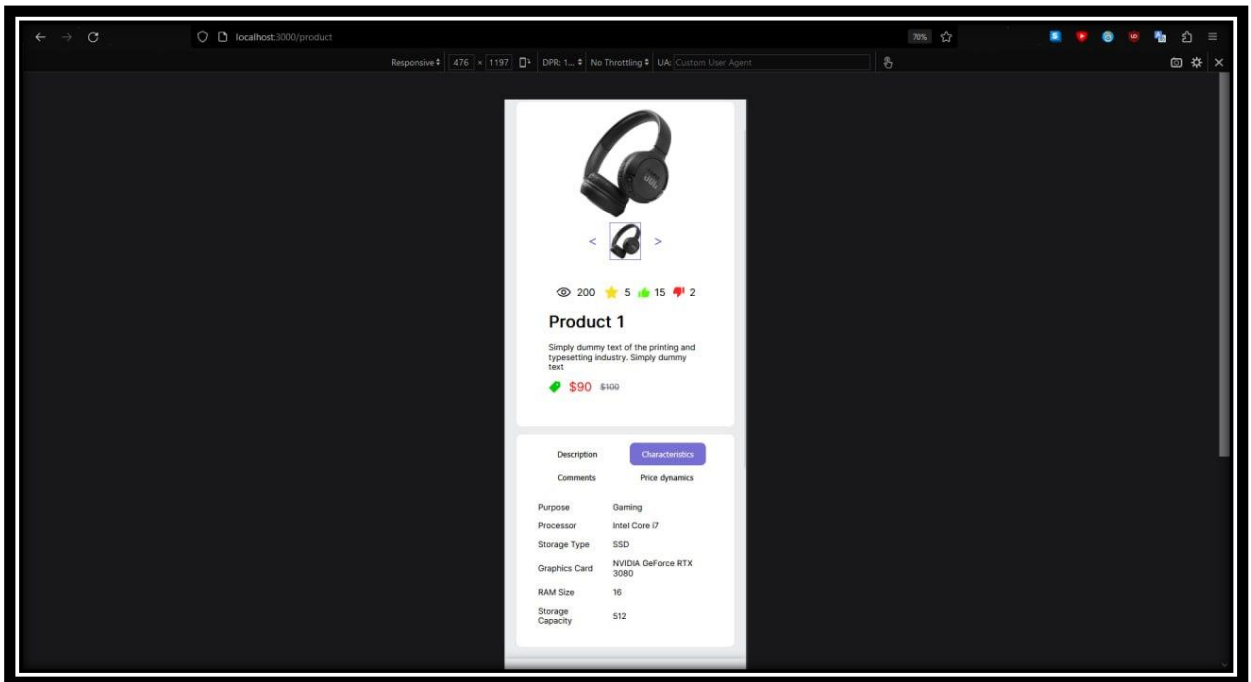 localhost:3000/product
70%
Responsive 476 × 1197 DPR: 1... No Throttling UA: Custom User Agent
JBL
< >
200 5 15 2
Product 1
Simply dummy text of the printing and
typesetting industry. Simply dummy
text
$90 $100
Description Characteristics
Comments Price dynamics
Purpose Gaming
Processor Intel Core i7
Storage Type SSD
Graphics Card NVIDIA GeForce RTX
3080
RAM Size 16
Storage
Capacity 512